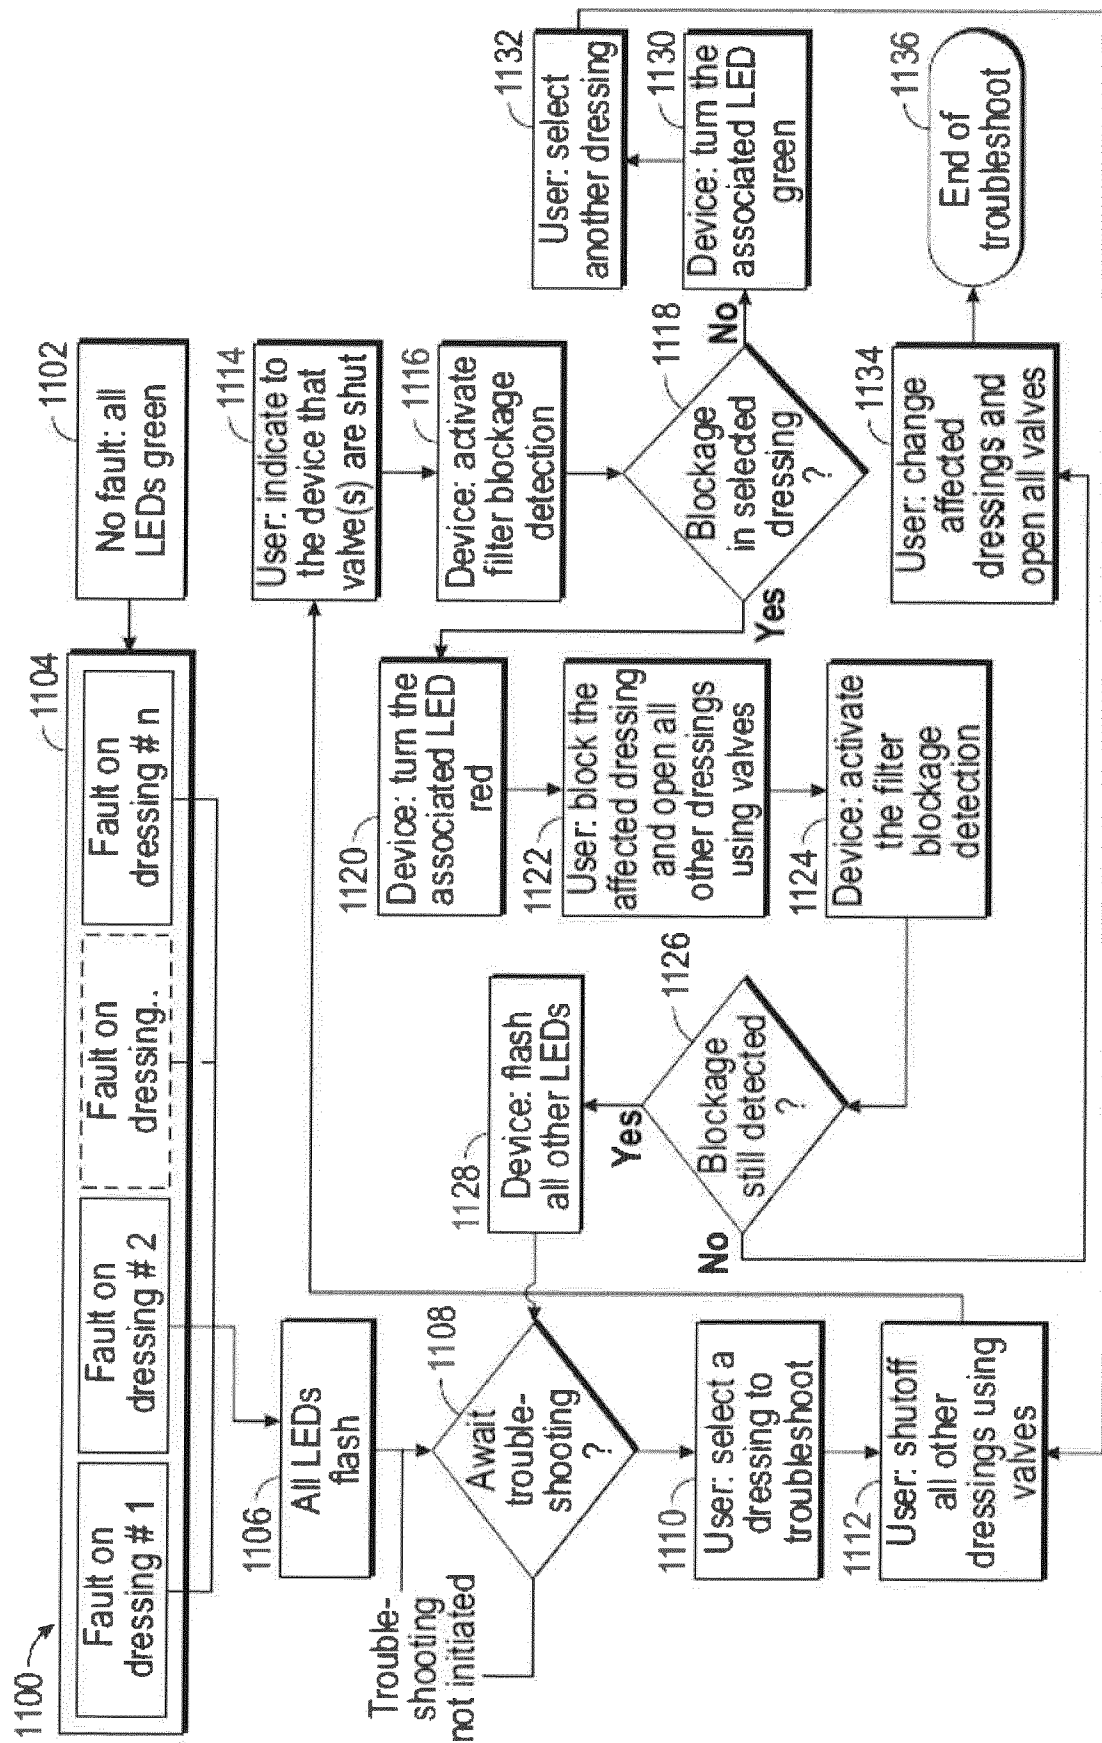 1100
Fault on
dressing # 1
Fault on
dressing # 2
Fault on
dressing..
Fault on
dressing # n
1104
No fault: all
LEDs green
1102
1106
All LEDs
flash
Trouble-
shooting
not initiated
Await
trouble-
shooting
?
1108
1110
User: select a
dressing to
troubleshoot
1112
User: shutoff
all other
dressings using
valves
User: indicate to
the device that
valve(s) are shut
1114
Device: activate
filter blockage
detection
1116
Blockage
in selected
dressing
?
1118
Yes
No
1120
Device: turn the
associated LED
red
1122
User: block the
affected dressing
and open all
other dressings
using valves
1124
Device: activate
the filter
blockage
detection
Blockage
still detected
?
1126
Yes
No
1128
Device: flash
all other LEDs
Device: turn the
associated LED
green
1130
User: select
another dressing
1132
User: change
affected
dressings and
open all valves
1134
End of
troubleshoot
1136